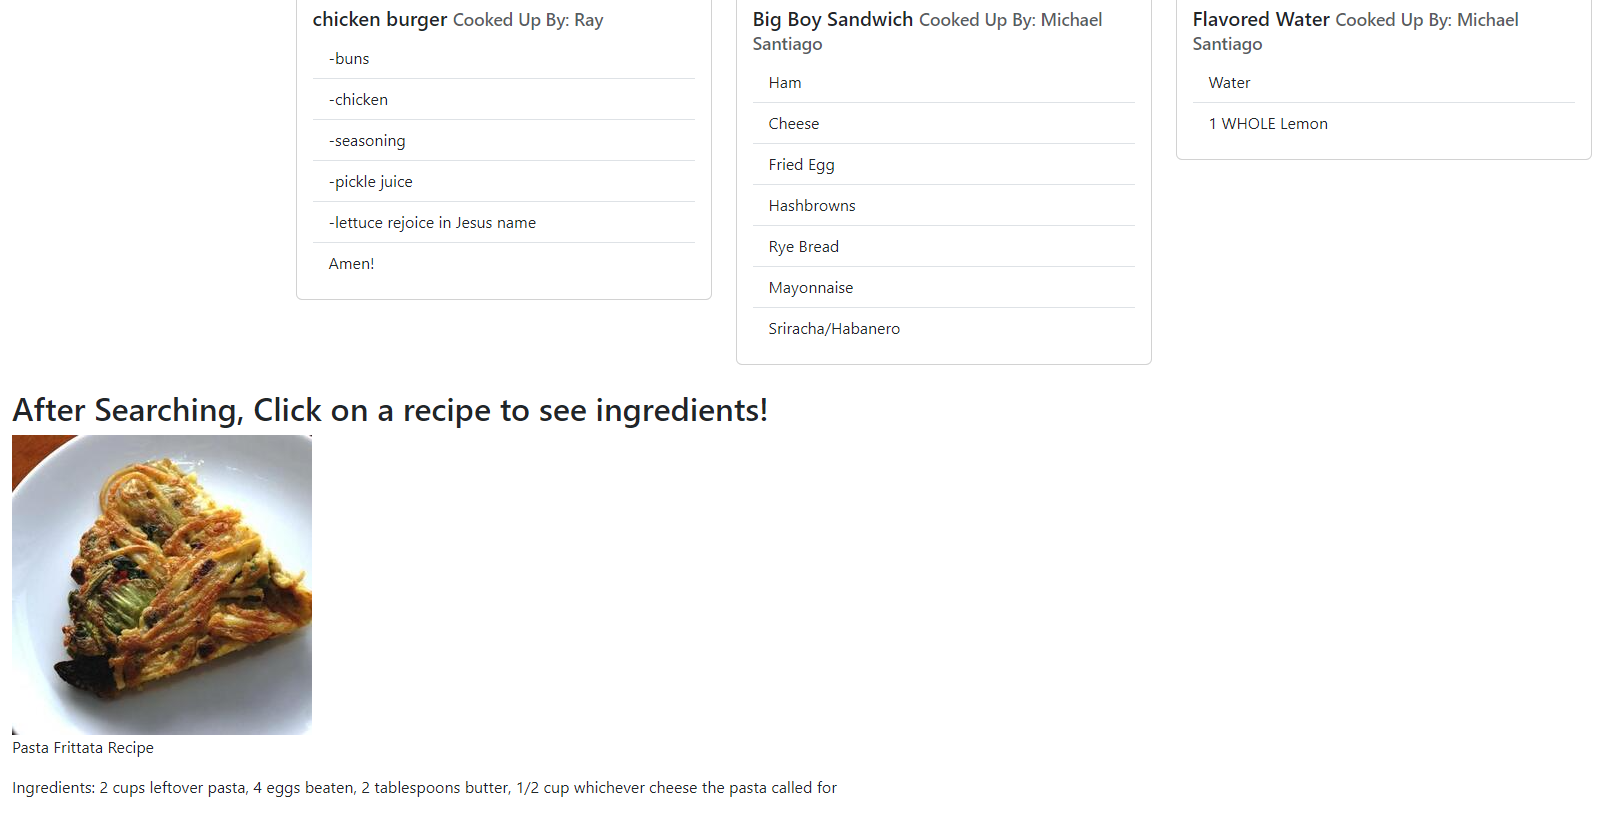 chicken burger Cooked Up By: Ray
-buns
-chicken
-seasoning
-pickle juice
-lettuce rejoice in Jesus name
Amen!
Big Boy Sandwich Cooked Up By: Michael
Santiago
Ham
Cheese
Fried Egg
Hashbrowns
Rye Bread
Mayonnaise
Sriracha/Habanero
Flavored Water Cooked Up By: Michael
Santiago
Water
1 WHOLE Lemon
After Searching, Click on a recipe to see ingredients!
Pasta Frittata Recipe
Ingredients: 2 cups leftover pasta, 4 eggs beaten, 2 tablespoons butter, 1/2 cup whichever cheese the pasta called for